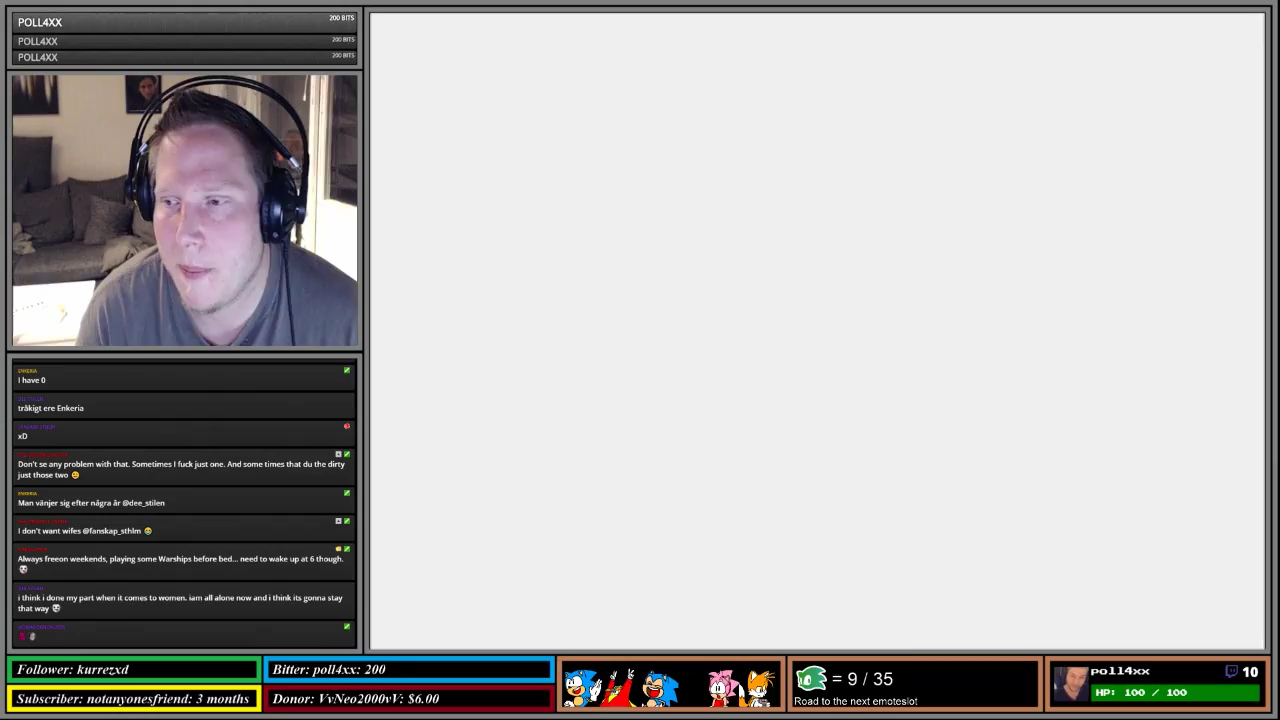 POLL4XX
200 BITS
POLL4XX
200 BITS
POLL4XX
200 BITS
ENKERIA
I have 0
tråkigt ere Enkeria
xD
Don't se any problem with that. Sometimes I fuck just one. And some times that du the dirty
just those two
ENKERIA
Man vänjer sig efter några år @dee_stilen
I don't want wifes @fanskap_sthlm
Always freeon weekends, playing some Warships before bed... need to wake up at 6 though.
i think i done my part when it comes to women. iam all alone now and i think its gonna stay
that way
Follower: kurrezxd
Bitter: poll4xx: 200
Subscriber: notanyonesfriend: 3 months
Donor: VvNeo2000vV: $6.00
= 9 / 35
Road to the next emoteslot
poll4xx
10
HP: 100 / 100